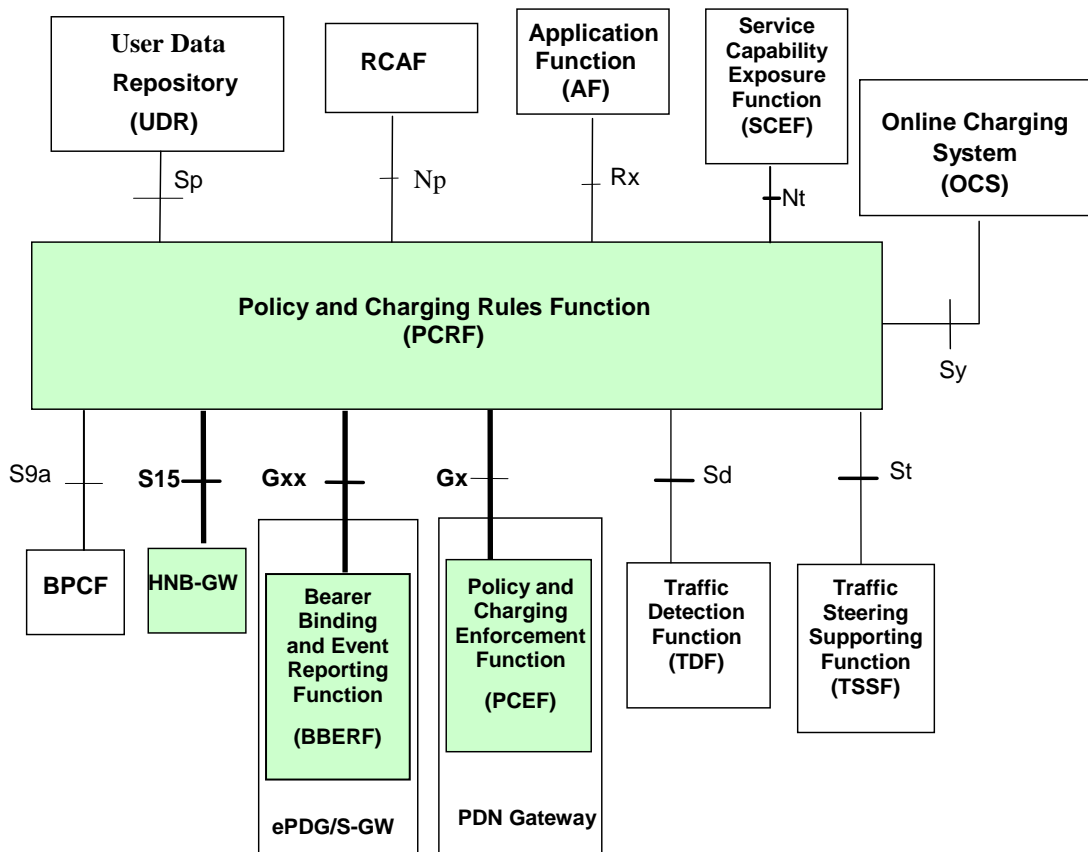 User Data
Repository
(UDR)
RCAF
Application
Function
(AF)
Service
Capability
Exposure
Function
(SCEF)
Online Charging
System
(OCS)
Sp
Np
Rx
Nt
Policy and Charging Rules Function
(PCRF)
Sy
S9a
S15
Gxx
Gx
Sd
St
BPCF
HNB-GW
Bearer
Binding
and Event
Reporting
Function
(BBERF)
ePDG/S-GW
Policy and
Charging
Enforcement
Function
(PCEF)
PDN Gateway
Traffic
Detection
Function
(TDF)
Traffic
Steering
Supporting
Function
(TSSF)